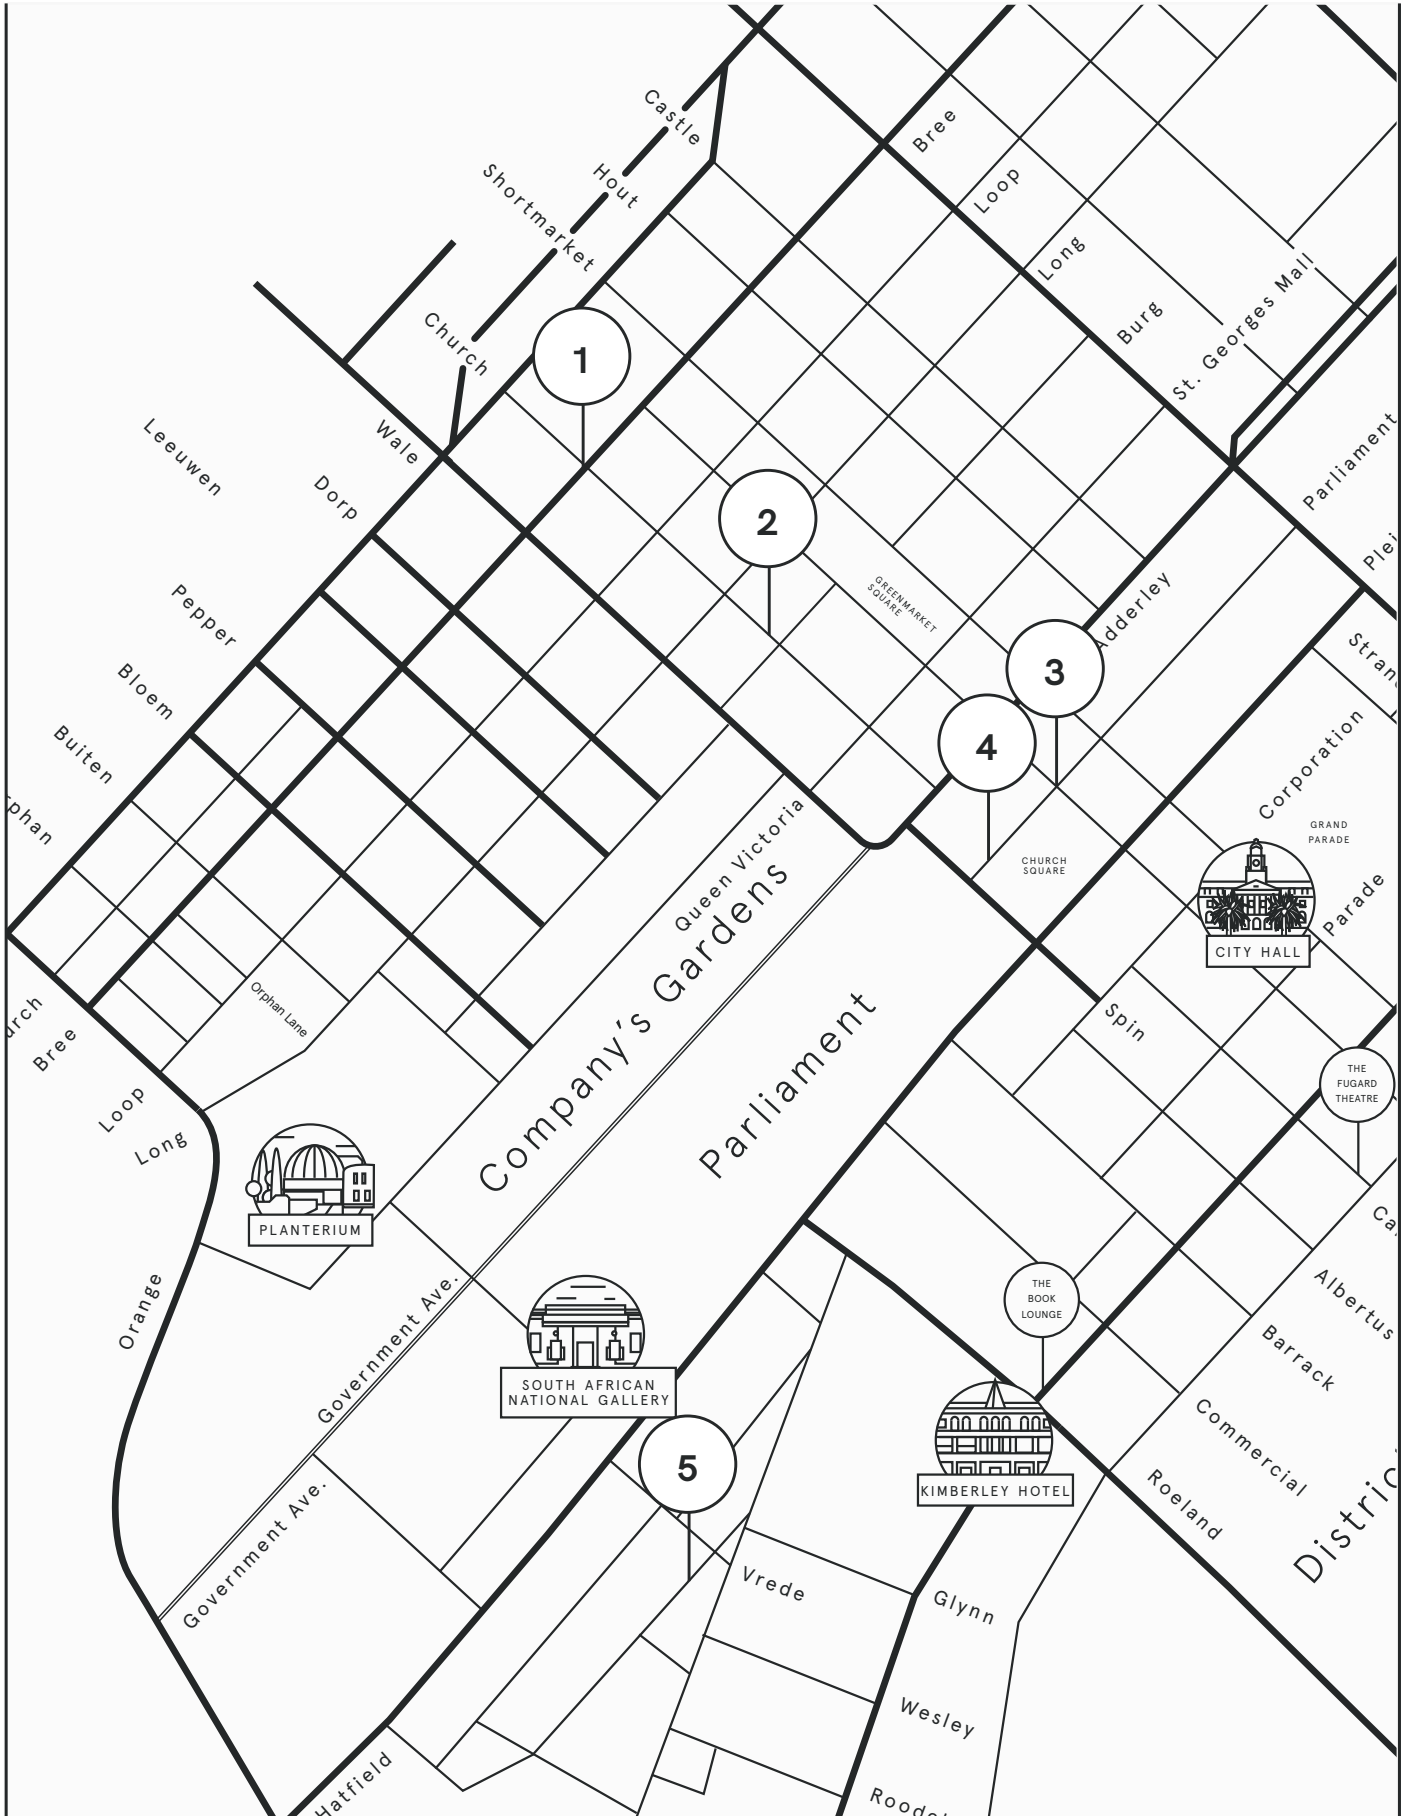 Castle
Bree
Hout
Loop
Shortmarket
Long
Burg
St. Georges Mall
Church
1
Wale
Leeuwen
Dorp
Parliament
2
GREENMARKET
SQUARE
Adderley
Pepper
3
Bloem
4
Corporation
Buiten
GRAND
PARADE
CHURCH
SQUARE
Queen Victoria
Parade
CITY HALL
Company's Gardens
Parliament
Orphan Lane
Spin
Bree
Loop
Long
THE
FUGARD
THEATRE
PLANTERIUM
Orange
Government Ave.
THE
BOOK
LOUNGE
Albertus
Barrack
SOUTH AFRICAN
NATIONAL GALLERY
Commercial
5
KIMBERLEY HOTEL
Roeland
Government Ave.
Vrede
Glynn
Wesley
Hatfield